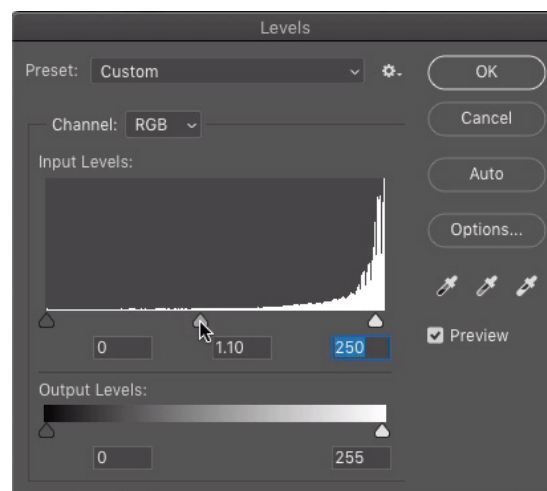 Levels
Preset: Custom
OK
Channel: RGB
Cancel
Input Levels:
Auto
Options...
Preview
0 1.10 250
Output Levels:
0 255